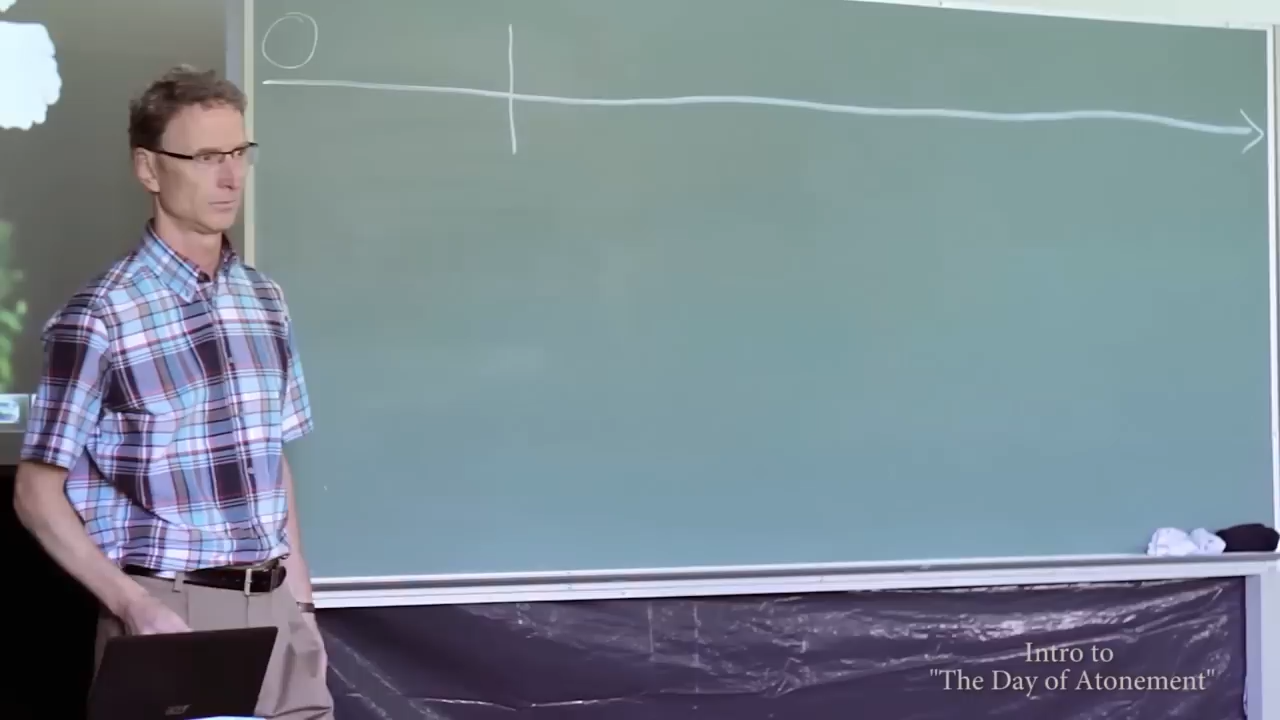 Intro to
"The Day of Atonement"